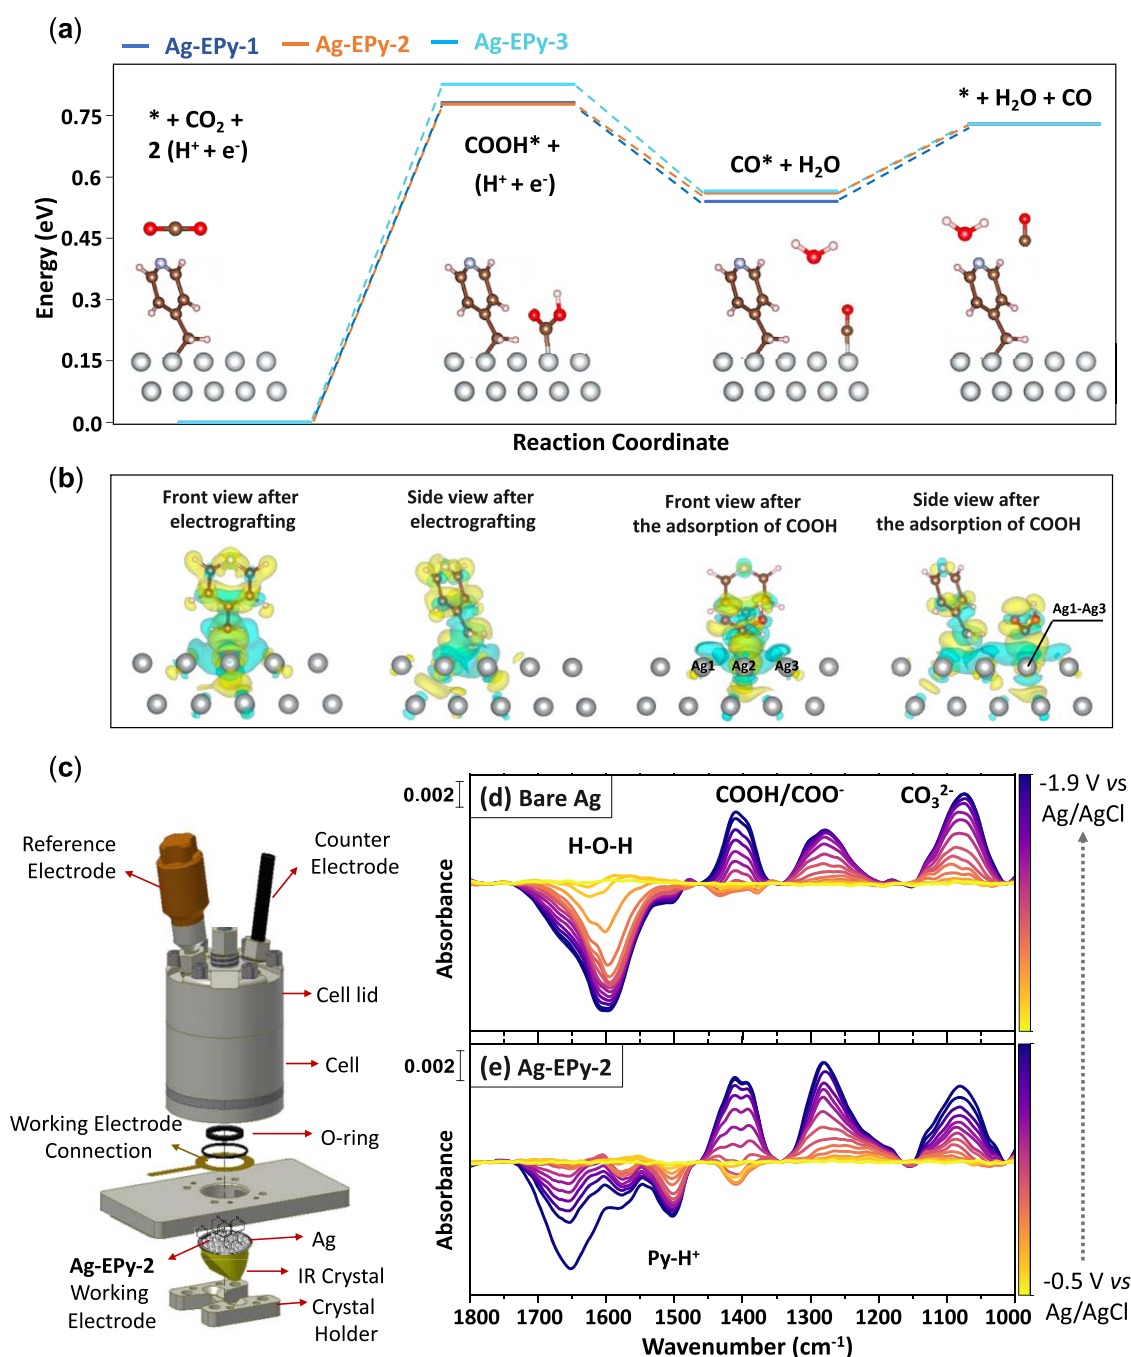 (a)
Ag-EPy-1 Ag-EPy-2 Ag-EPy-3
Energy (eV)
0.75
0.6
0.45
0.3
0.15
0.0
* + CO₂ +
2 (H⁺ + e⁻)
COOH* +
(H⁺ + e⁻)
CO* + H₂O
* + H₂O + CO
Reaction Coordinate
(b)
Front view after
electrografting
Side view after
electrografting
Front view after
the adsorption of COOH
Side view after
the adsorption of COOH
Ag1 Ag2 Ag3
Ag1-Ag3
(c)
Reference
Electrode
Counter
Electrode
Cell lid
Cell
Working Electrode
Connection
O-ring
Ag
Ag-EPy-2
Working
Electrode
IR Crystal
Crystal
Holder
0.002
(d) Bare Ag
H-O-H
COOH/COO⁻
CO₃²⁻
Absorbance
0.002
(e) Ag-EPy-2
Py-H⁺
Absorbance
1800 1700 1600 1500 1400 1300 1200 1100 1000
Wavenumber (cm⁻¹)
-1.9 V vs
Ag/AgCl
-0.5 V vs
Ag/AgCl